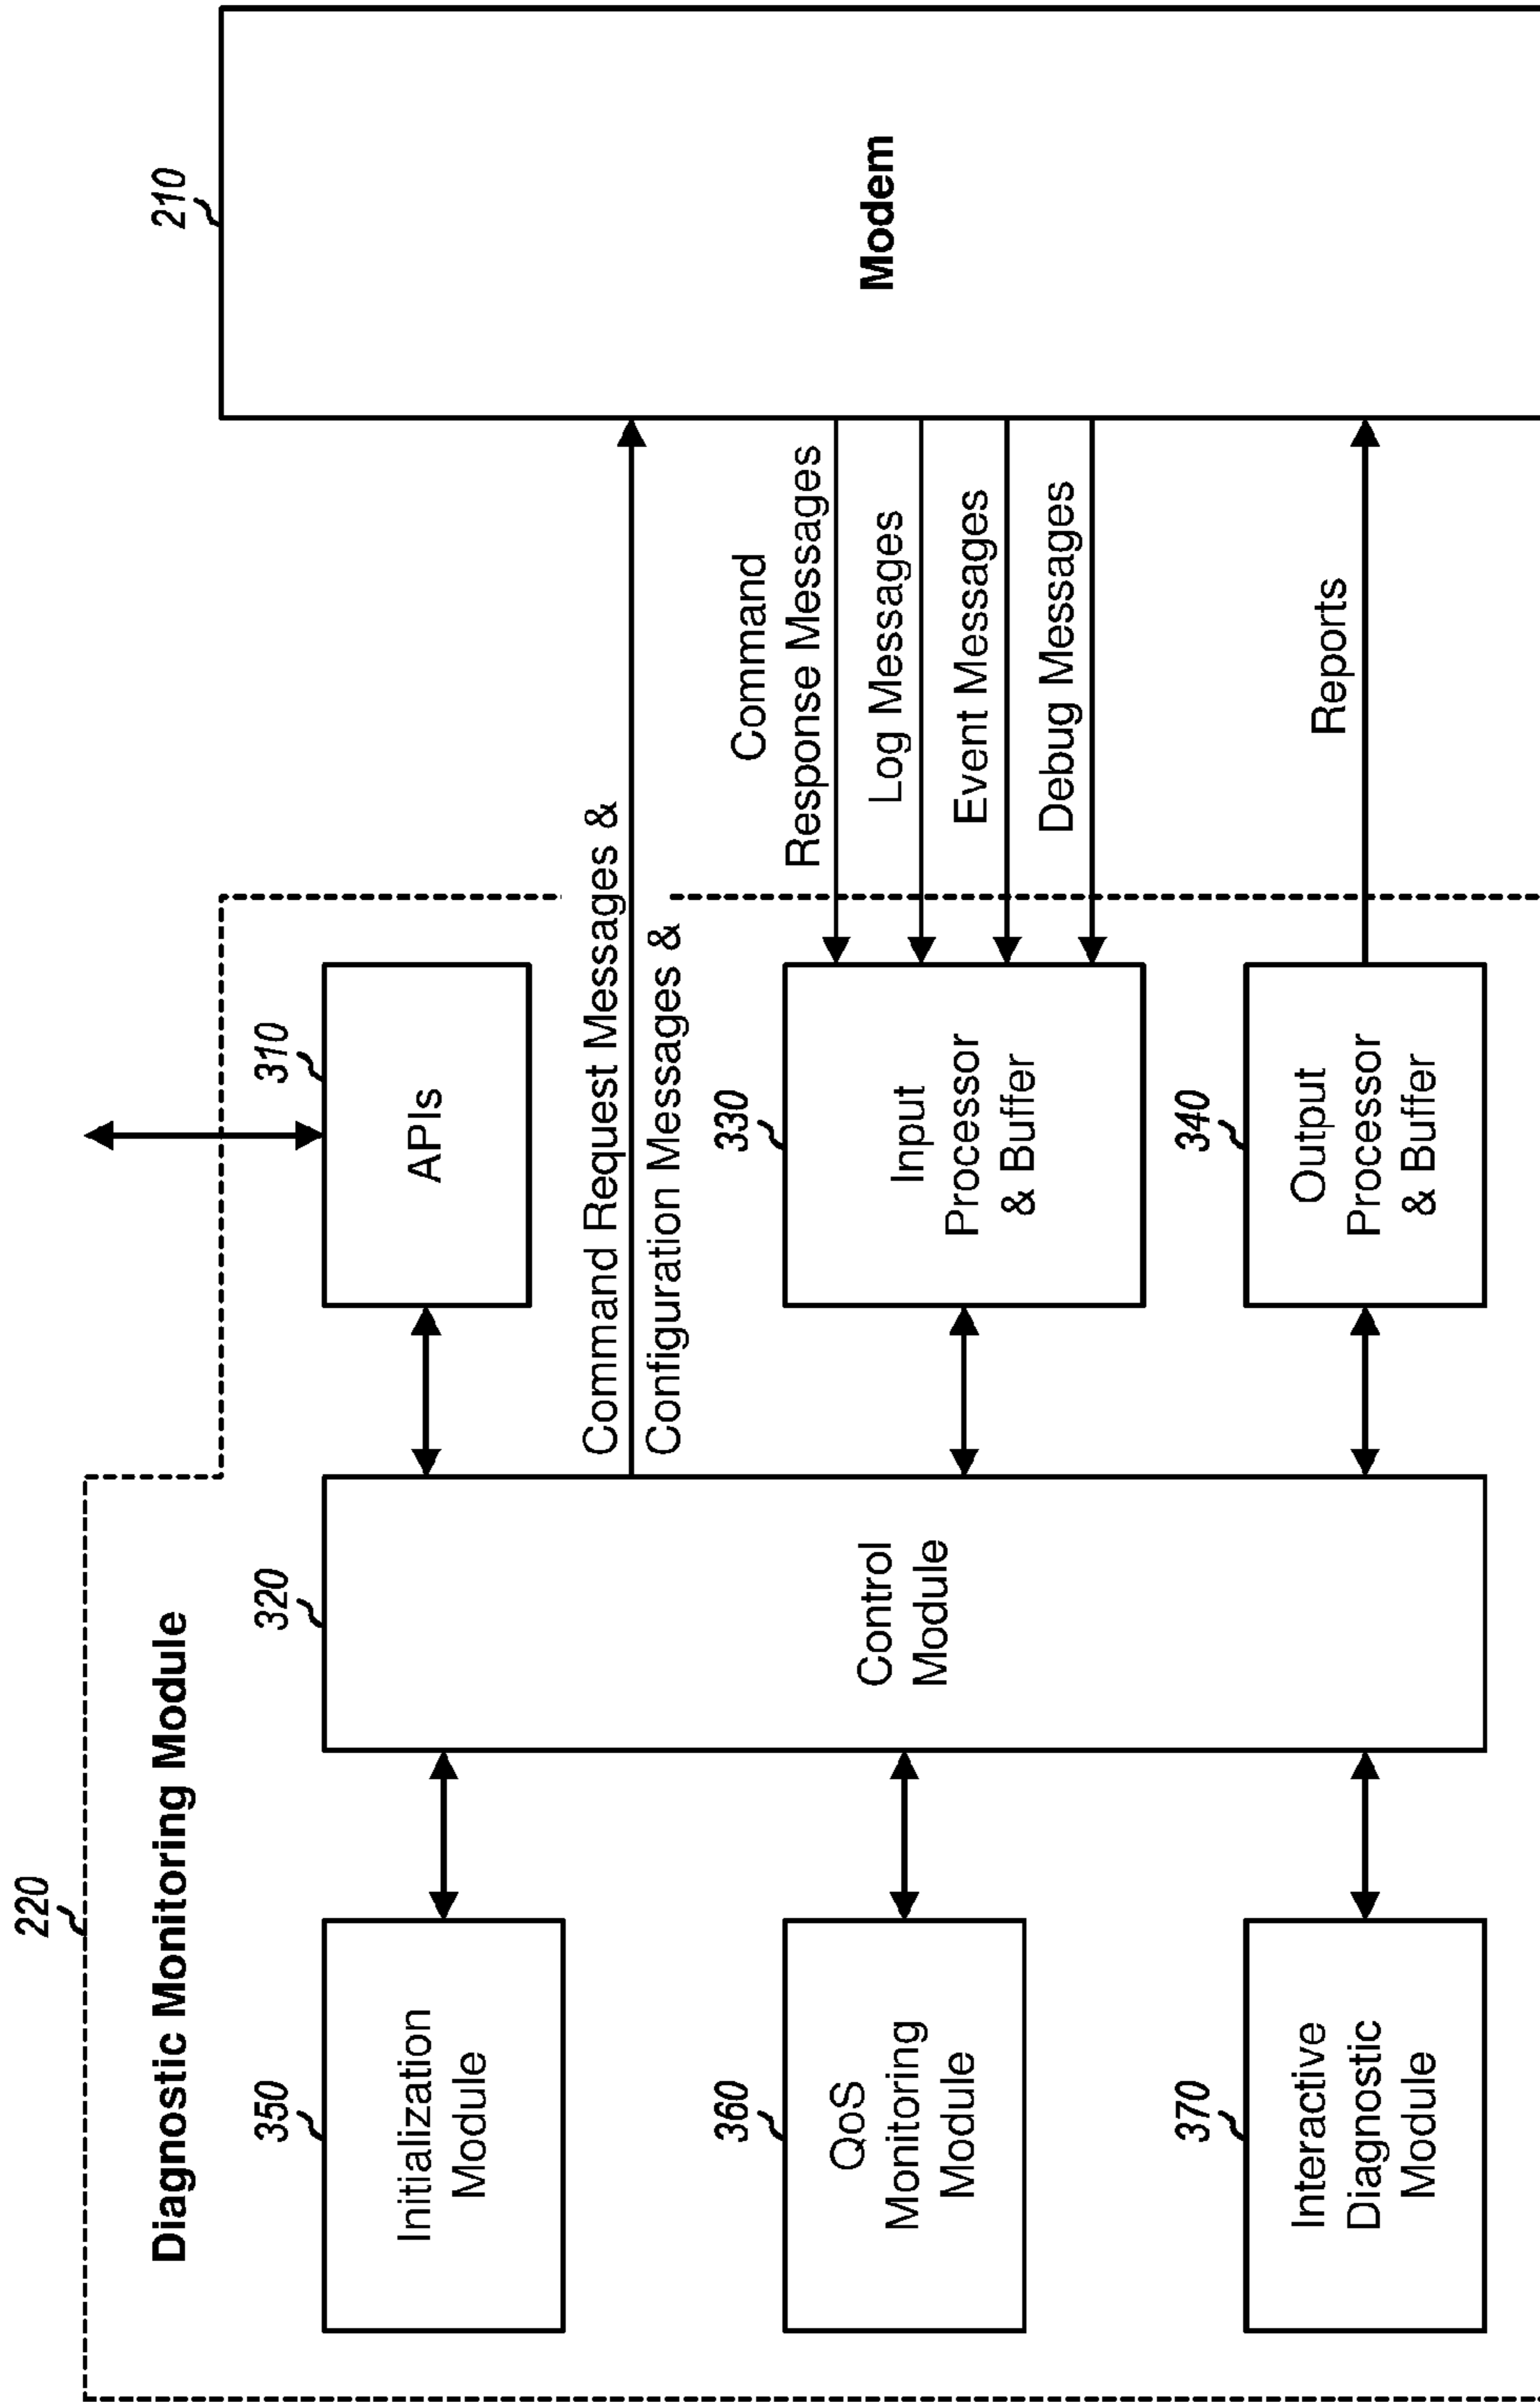 220
Diagnostic Monitoring Module
210
Modem
350
Initialization
Module
360
QoS
Monitoring
Module
370
Interactive
Diagnostic
Module
320
Control
Module
310
APIs
Command Request Messages &
Configuration Messages &
330
Input
Processor
& Buffer
340
Output
Processor
& Buffer
Command
Response Messages
Log Messages
Event Messages
Debug Messages
Reports